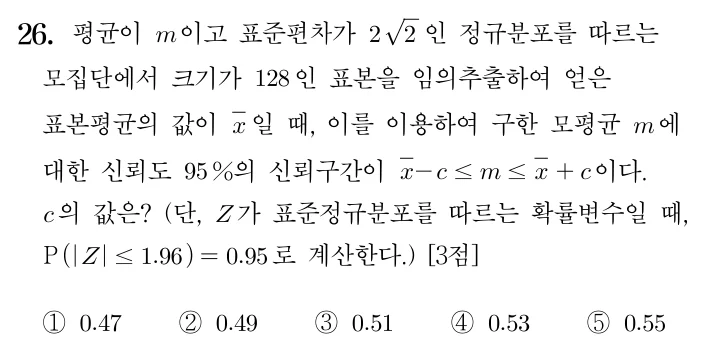 26. 평균이 m이고 표준편차가 2√2 인 정규분포를 따르는
모집단에서 크기가 128인 표본을 임의추출하여 얻은
표본평균의 값이 x̅일 때, 이를 이용하여 구한 모평균 m에
대한 신뢰도 95%의 신뢰구간이 x̅-c ≤ m ≤ x̅+c이다.
c의 값은? (단, Z가 표준정규분포를 따르는 확률변수일 때,
P(|Z| ≤ 1.96) = 0.95로 계산한다.) [3점]
① 0.47 ② 0.49 ③ 0.51 ④ 0.53 ⑤ 0.55